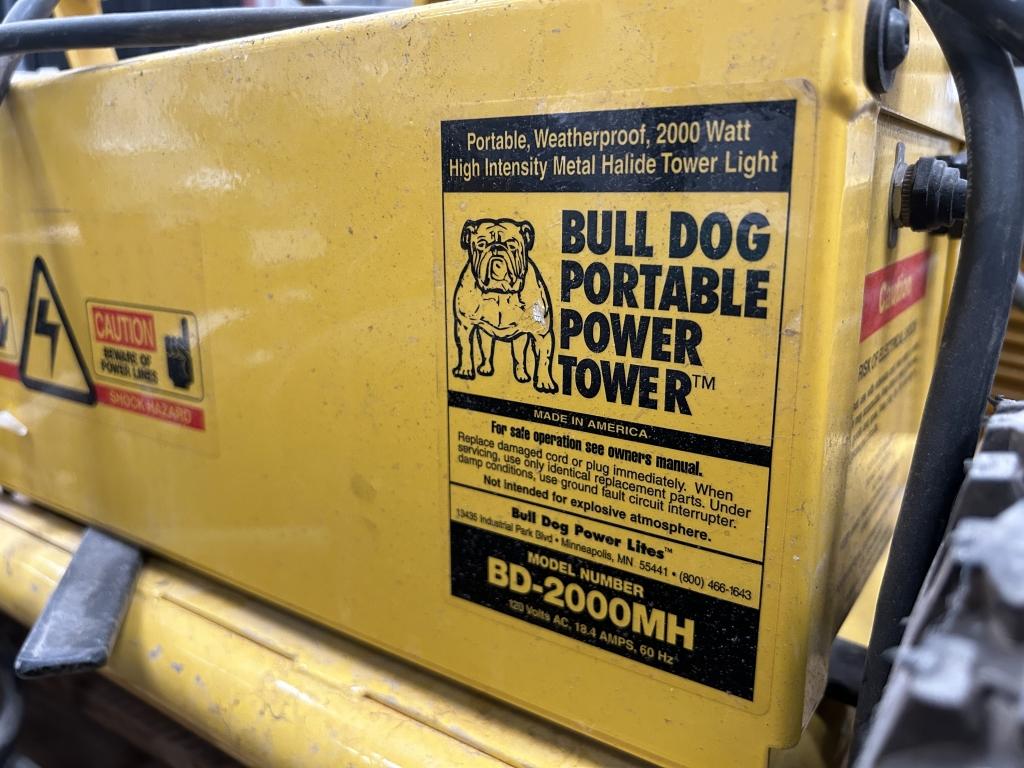 Portable, Weatherproof, 2000 Watt
High Intensity Metal Halide Tower Light
BULL DOG
PORTABLE
POWER
TOWER™
MADE IN AMERICA
For safe operation see owners manual.
Replace damaged cord or plug immediately. When
servicing, use only identical replacement parts. Under
damp conditions, use ground fault circuit interrupter.
Not intended for explosive atmosphere.
Bull Dog Power Lites™
13435 Industrial Park Blvd • Minneapolis, MN 55441 • (800) 466-1643
MODEL NUMBER
BD-2000MH
120 Volts AC, 18.4 AMPS, 60 Hz
CAUTION
BEWARE OF
POWER LINES
SHOCK HAZARD
Caution
RISK OF ELECTRICAL SHOCK